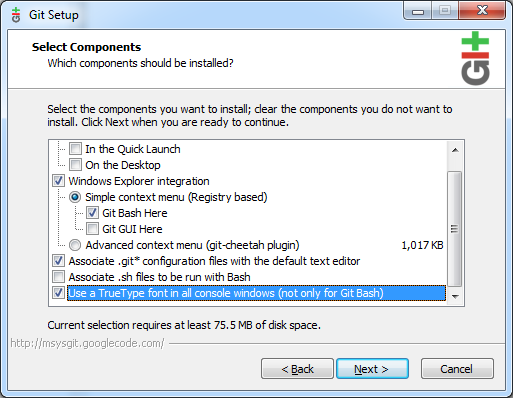 Git Setup
Select Components
Which components should be installed?
GIt
Select the components you want to install; clear the components you do not want to
install. Click Next when you are ready to continue.
In the Quick Launch
On the Desktop
Windows Explorer integration
Simple context menu (Registry based)
Git Bash Here
Git GUI Here
Advanced context menu (git-cheetah plugin) 1,017 KB
Associate .git* configuration files with the default text editor
Associate .sh files to be run with Bash
Use a TrueType font in all console windows (not only for Git Bash)
Current selection requires at least 75.5 MB of disk space.
http://msysgit.googlecode.com/
< Back Next > Cancel